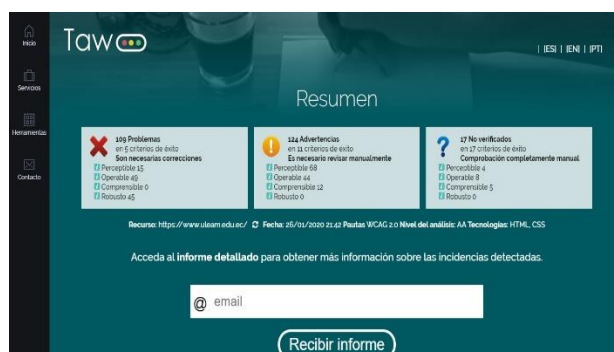 Inicio
Servicios
Herramientas
Contacto
Taw
| [ES] | [EN] | [PT]
Resumen
109 Problemas
en 5 criterios de éxito
Son necesarias correcciones
Perceptible 15
Operable 49
Comprensible 0
Robusto 45
124 Advertencias
en 11 criterios de éxito
Es necesario revisar manualmente
Perceptible 68
Operable 44
Comprensible 12
Robusto 0
17 No verificados
en 17 criterios de éxito
Comprobación completamente manual
Perceptible 4
Operable 8
Comprensible 5
Robusto 0
Recurso: https://www.uleam.edu.ec/ Fecha: 26/01/2020 21:42 Pautas WCAG 2.0 Nivel del análisis: AA Tecnologías: HTML, CSS
Acceda al informe detallado para obtener más información sobre las incidencias detectadas.
@ email
Recibir informe